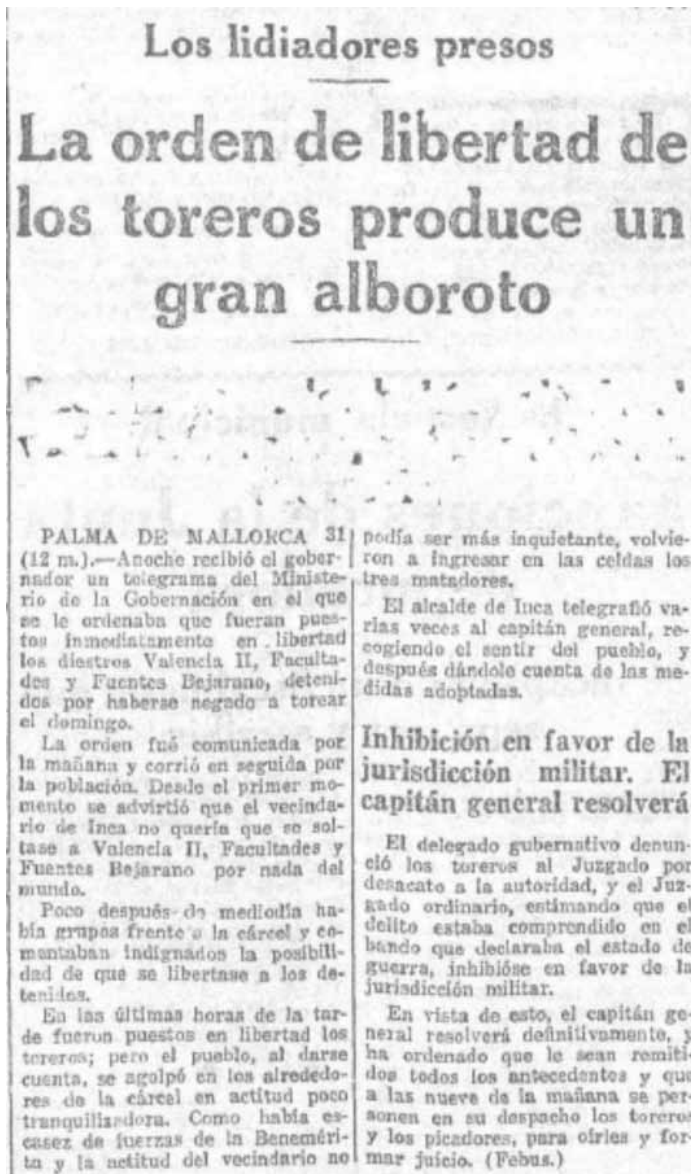 Los lidiadores presos
La orden de libertad de
los toreros produce un
gran alboroto
PALMA DE MALLORCA 31
(12 m.).—Anoche recibió el gober-
nador un telegrama del Ministe-
rio de la Gobernación en el que
se le ordenaba que fueran pues-
tos inmediatamente en libertad
los diestros Valencia II, Faculta-
des y Fuentes Bejarano, deteni-
dos por haberse negado a torear
el domingo.
La orden fué comunicada por
la mañana y corrió en seguida por
la población. Desde el primer mo-
mento se advirtió que el vecinda-
rio de Inca no quería que se sol-
tase a Valencia II, Facultades y
Fuentes Bejarano por nada del
mundo.
Poco después de mediodía ha-
bía grupos frente a la cárcel y co-
mentaban indignados la posibili-
dad de que se libertase a los de-
tenidos.
En las últimas horas de la tar-
de fueron puestos en libertad los
toreros; pero el pueblo, al darse
cuenta, se agolpó en los alrededo-
res de la cárcel en actitud poco
tranquilizadora. Como había es-
casez de fuerzas de la Beneméri-
ta y la actitud del vecindario no
podía ser más inquietante, volvie-
ron a ingresar en las celdas los
tres matadores.
El alcalde de Inca telegrafió va-
rias veces al capitán general, re-
cogiendo el sentir del pueblo, y
después dándole cuenta de las me-
didas adoptadas.
Inhibición en favor de la
jurisdicción militar. El
capitán general resolverá
El delegado gubernativo denun-
ció los toreros al Juzgado por
desacato a la autoridad, y el Juz-
gado ordinario, estimando que el
delito estaba comprendido en el
bando que declaraba el estado de
guerra, inhibióse en favor de la
jurisdicción militar.
En vista de esto, el capitán ge-
neral resolverá definitivamente, y
ha ordenado que le sean remiti-
dos todos los antecedentes y que
a las nueve de la mañana se per-
sonen en su despacho los toreros
y los picadores, para oírles y for-
mar juicio. (Febus.)